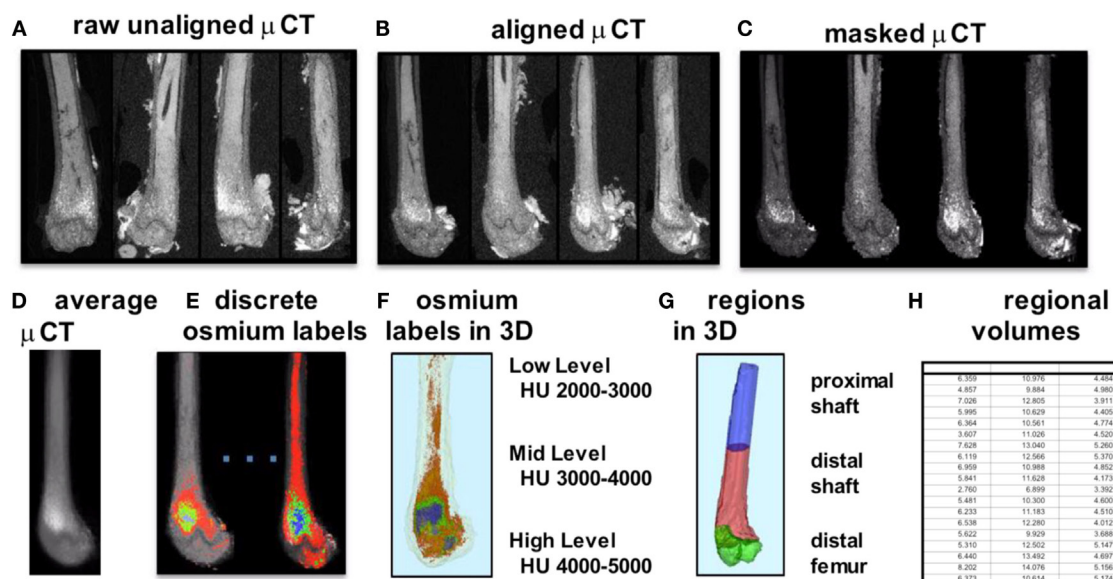 A raw unaligned μ CT
B aligned μ CT
C masked μ CT
D average
μ CT
E discrete
osmium labels
F osmium
labels in 3D
Low Level
HU 2000-3000
Mid Level
HU 3000-4000
High Level
HU 4000-5000
G regions
in 3D
proximal
shaft
distal
shaft
distal
femur
H regional
volumes
6.359 10.976 4.484
4.857 9.884 4.980
7.026 12.805 3.911
5.995 10.629 4.405
6.364 10.561 4.774
3.607 11.026 4.520
7.628 13.040 5.260
6.119 12.566 5.370
6.959 10.988 4.852
5.841 11.628 4.173
2.760 6.899 3.392
5.481 10.300 4.600
6.233 11.183 4.510
6.538 12.280 4.012
5.622 9.929 3.688
5.310 12.502 5.147
6.440 13.492 4.697
8.202 14.076 5.156